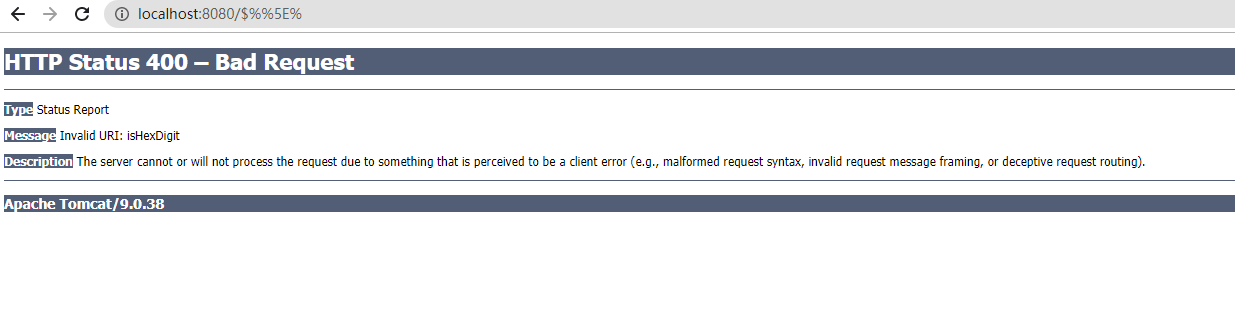 localhost:8080/$%%5E%
HTTP Status 400 – Bad Request
Type Status Report
Message Invalid URI: isHexDigit
Description The server cannot or will not process the request due to something that is perceived to be a client error (e.g., malformed request syntax, invalid request message framing, or deceptive request routing).
Apache Tomcat/9.0.38